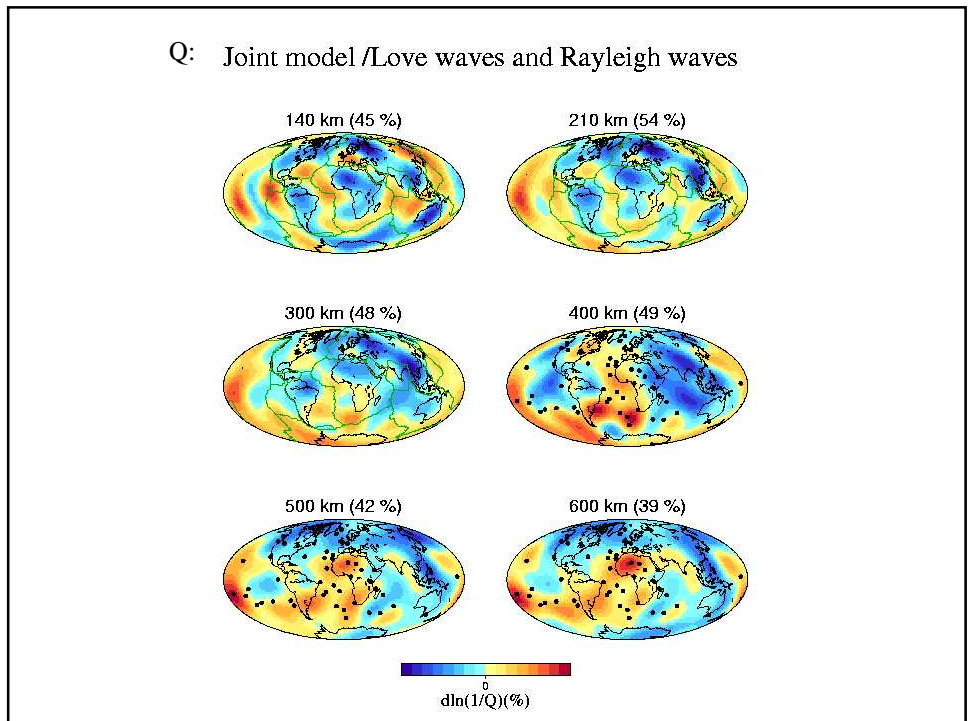 Q: Joint model /Love waves and Rayleigh waves
140 km (45 %)
210 km (54 %)
300 km (48 %)
400 km (49 %)
500 km (42 %)
600 km (39 %)
0
dln(1/Q)(%)